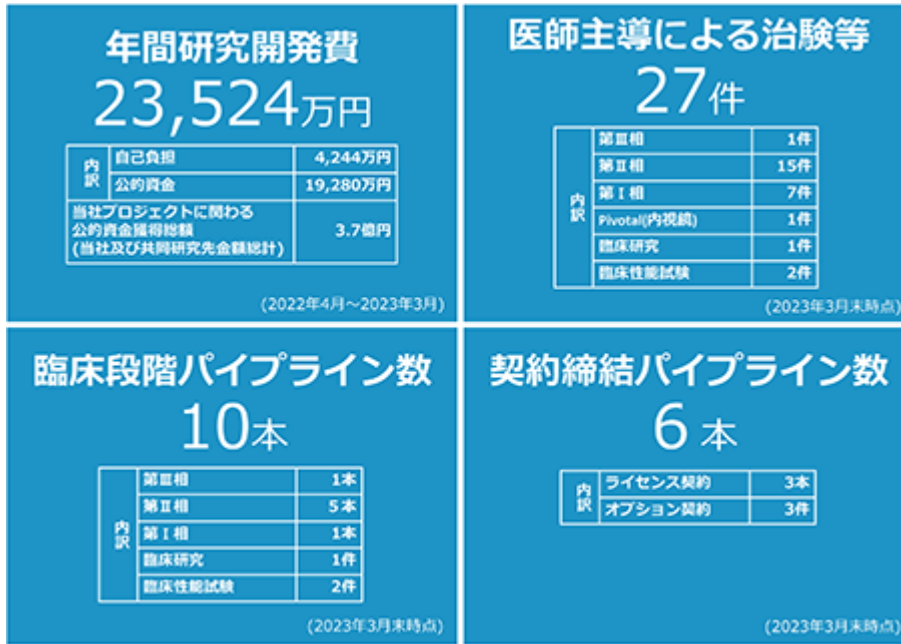 年間研究開発費
23,524万円
内訳
自己負担 4,244万円
公的資金 19,280万円
当社プロジェクトに関わる
公的資金獲得総額
(当社及び共同研究先金額総計)
3.7億円
(2022年4月～2023年3月)
医師主導による治験等
27件
内訳
第Ⅲ相 1件
第Ⅱ相 15件
第Ⅰ相 7件
Pivotal(内視鏡) 1件
臨床研究 1件
臨床性能試験 2件
(2023年3月末時点)
臨床段階パイプライン数
10本
内訳
第Ⅲ相 1本
第Ⅱ相 5本
第Ⅰ相 1本
臨床研究 1件
臨床性能試験 2件
(2023年3月末時点)
契約締結パイプライン数
6本
内訳
ライセンス契約 3本
オプション契約 3件
(2023年3月末時点)